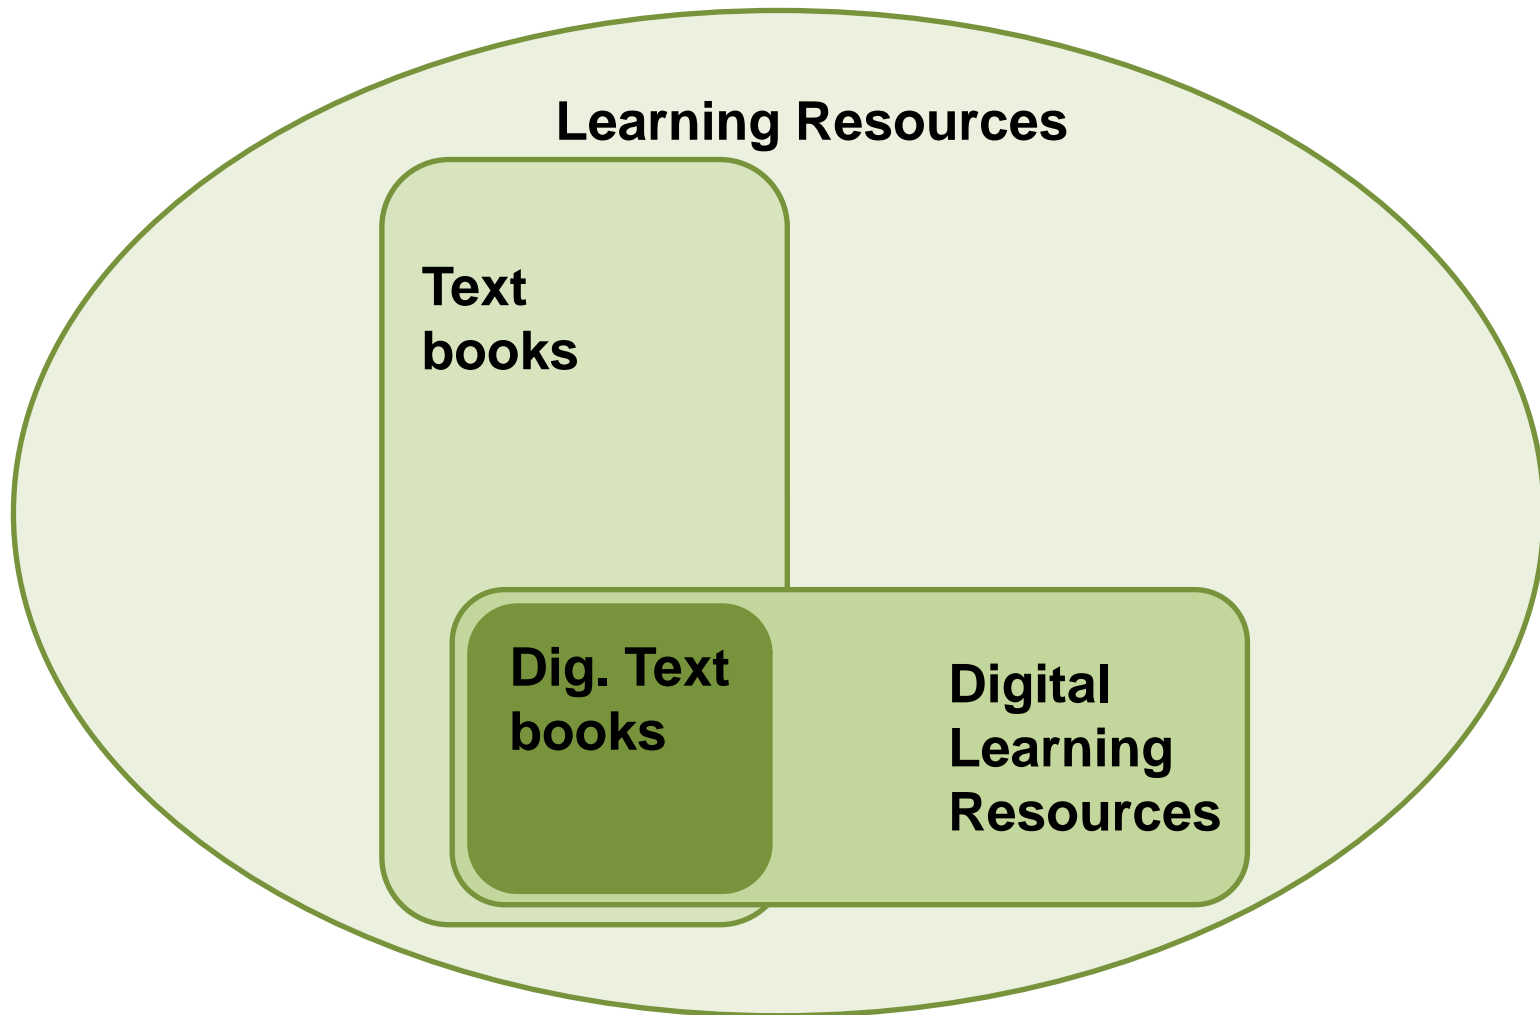 Learning Resources
Text
books
Dig. Text
books
Digital
Learning
Resources